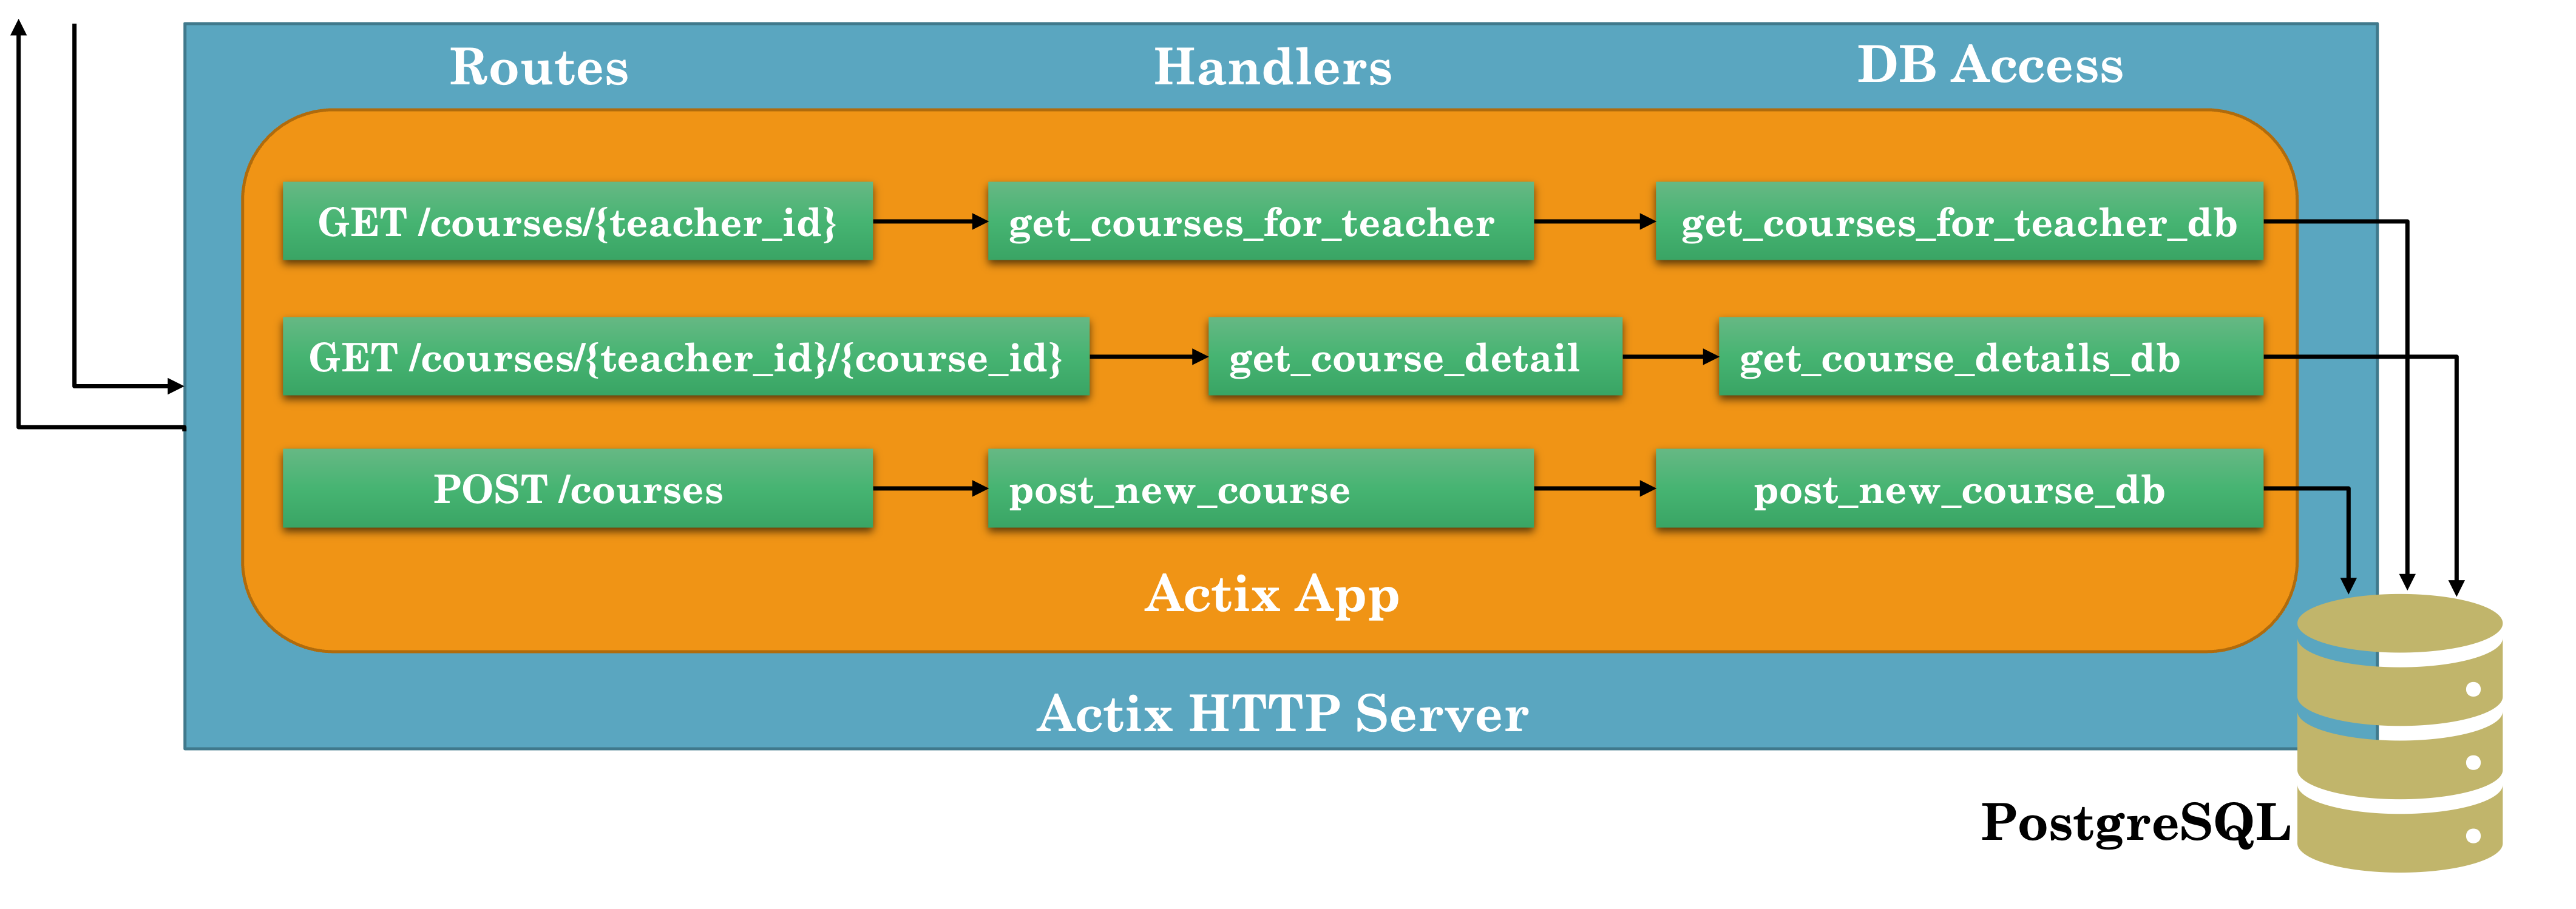 Routes
Handlers
DB Access
GET /courses/{teacher_id}
get_courses_for_teacher
get_courses_for_teacher_db
GET /courses/{teacher_id}/{course_id}
get_course_detail
get_course_details_db
POST /courses
post_new_course
post_new_course_db
Actix App
Actix HTTP Server
PostgreSQL